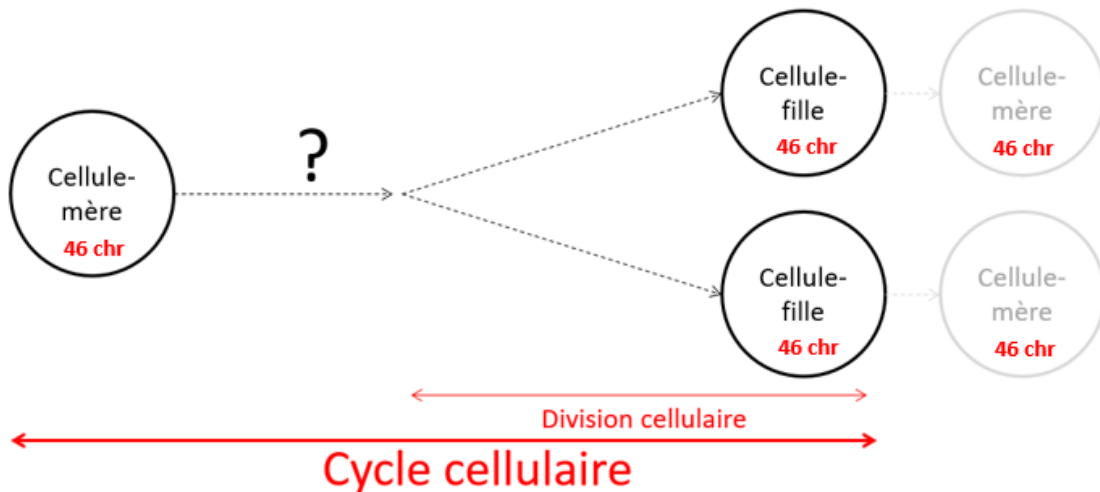 Cellule-
mère
46 chr
?
Cellule-
fille
46 chr
Cellule-
mère
46 chr
Cellule-
fille
46 chr
Cellule-
mère
46 chr
Division cellulaire
Cycle cellulaire